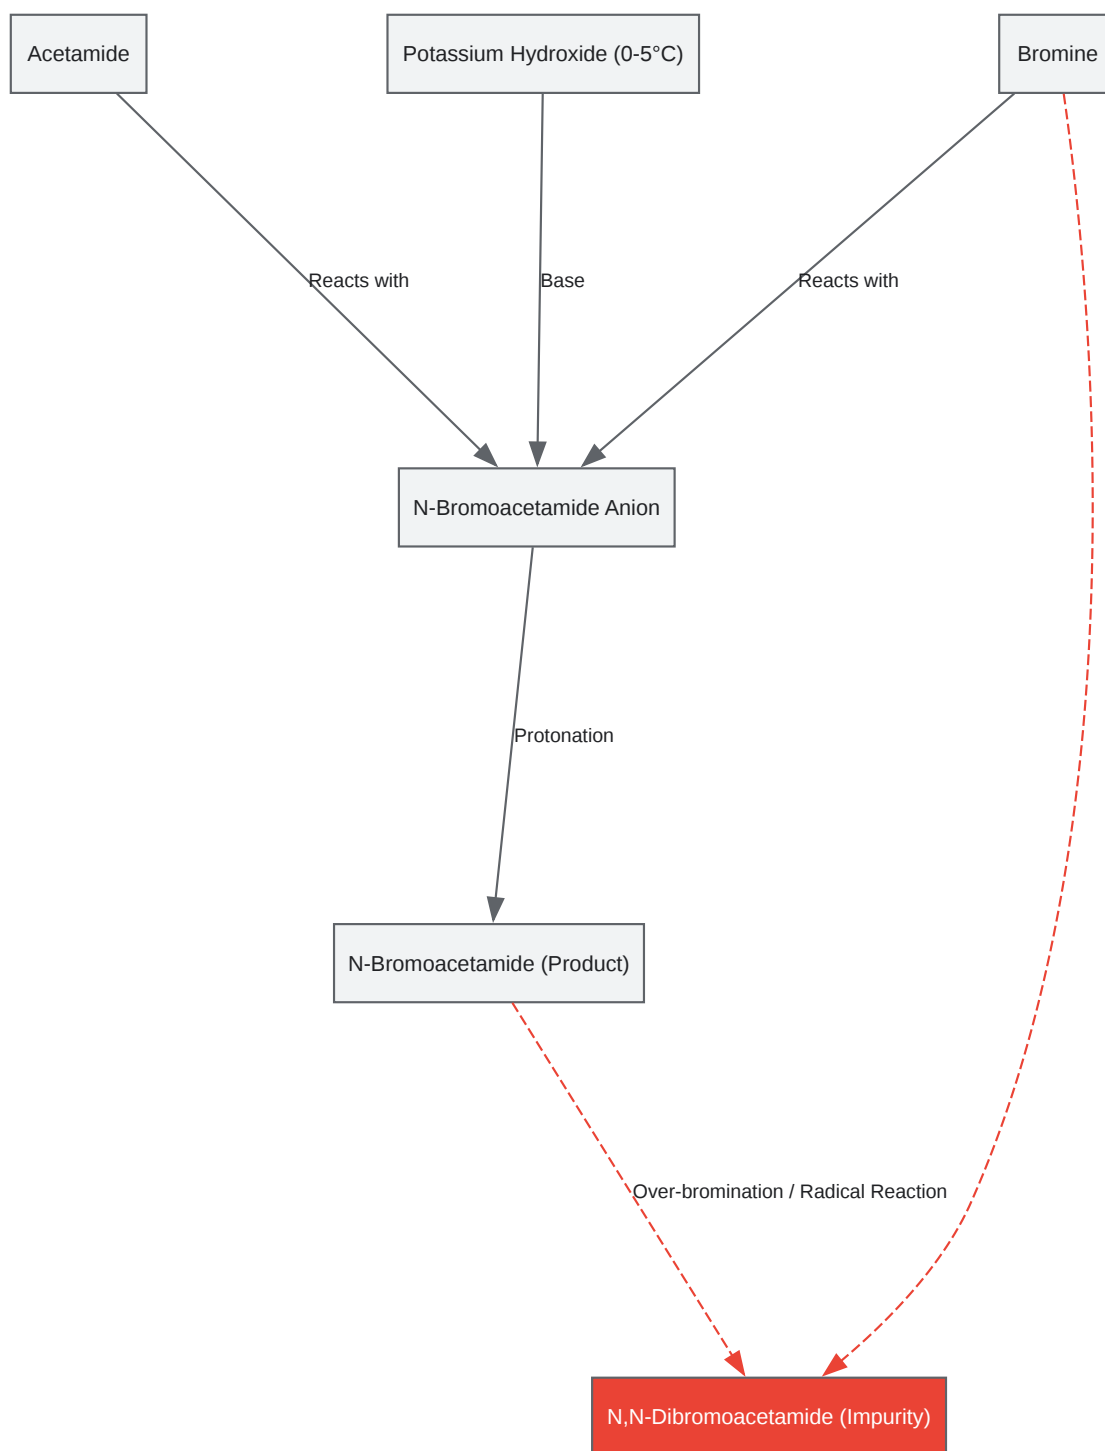 Acetamide
Potassium Hydroxide (0-5°C)
Bromine
Reacts with
Base
Reacts with
N-Bromoacetamide Anion
Protonation
N-Bromoacetamide (Product)
Over-bromination / Radical Reaction
N,N-Dibromoacetamide (Impurity)